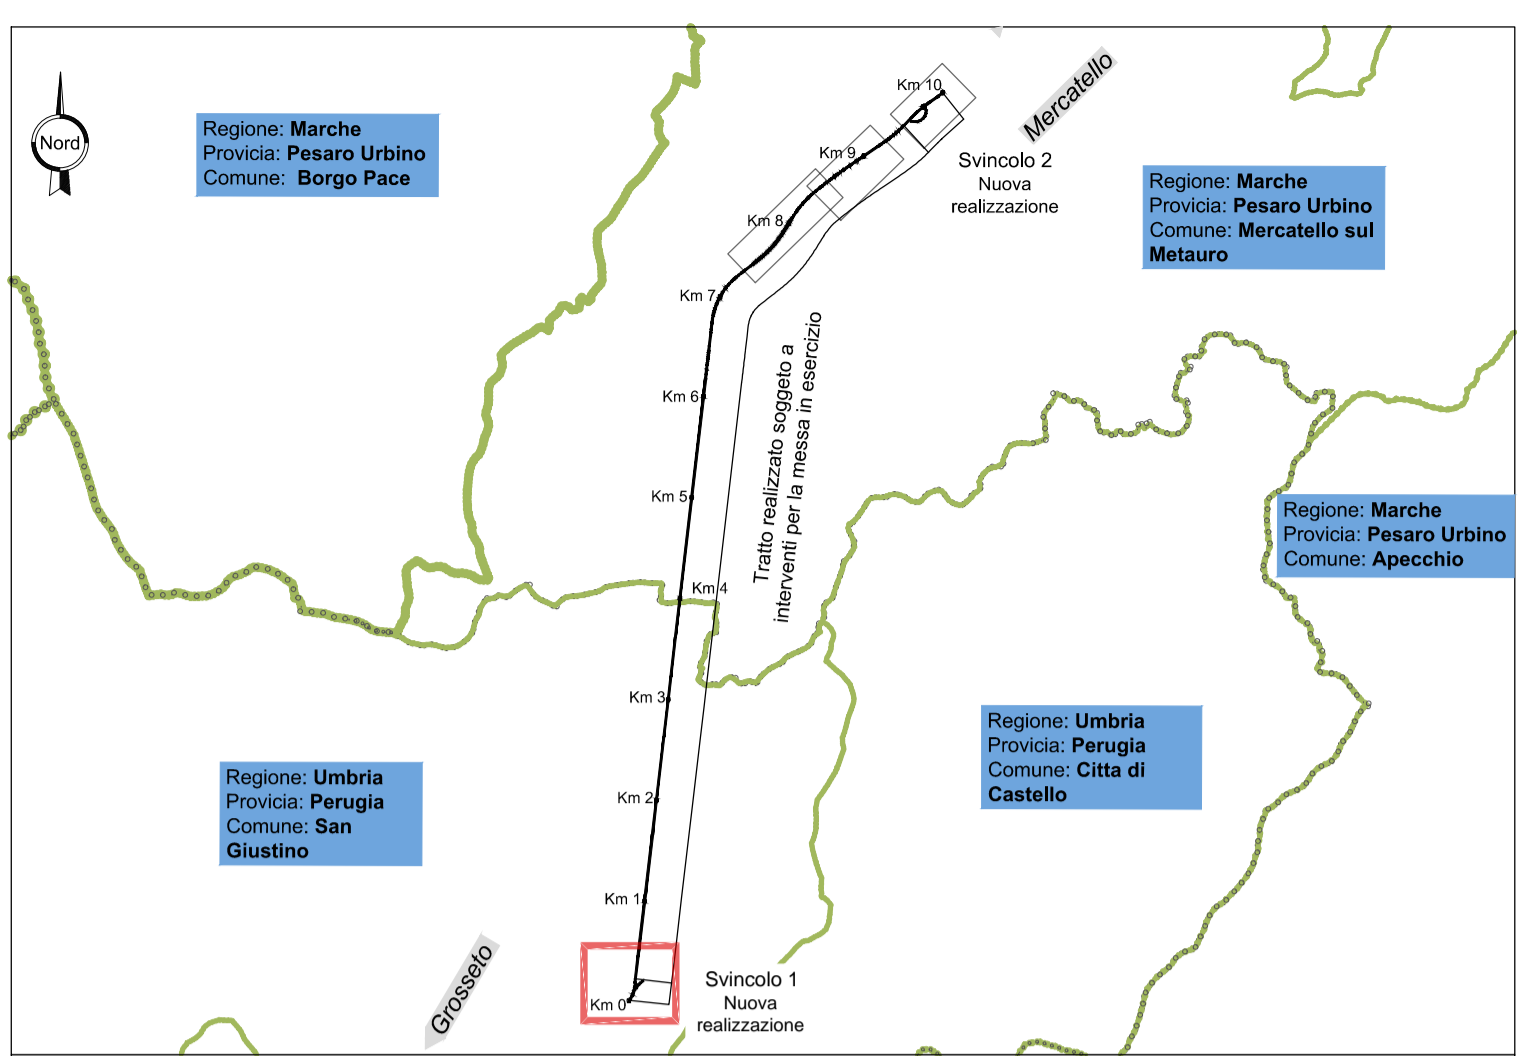 Nord
Regione: Marche
Provicia: Pesaro Urbino
Comune: Borgo Pace
Km 10
Mercatello
Km 9
Svincolo 2
Nuova
realizzazione
Regione: Marche
Provicia: Pesaro Urbino
Comune: Mercatello sul
Metauro
Km 8
Km 7
Tratto realizzato soggeto a
interventi per la messa in esercizio
Km 6
Km 5
Regione: Marche
Provicia: Pesaro Urbino
Comune: Apecchio
Km 4
Km 3
Regione: Umbria
Provicia: Perugia
Comune: Citta di
Castello
Regione: Umbria
Provicia: Perugia
Comune: San
Giustino
Km 2
Km 1
Grosseto
Km 0
Svincolo 1
Nuova
realizzazione